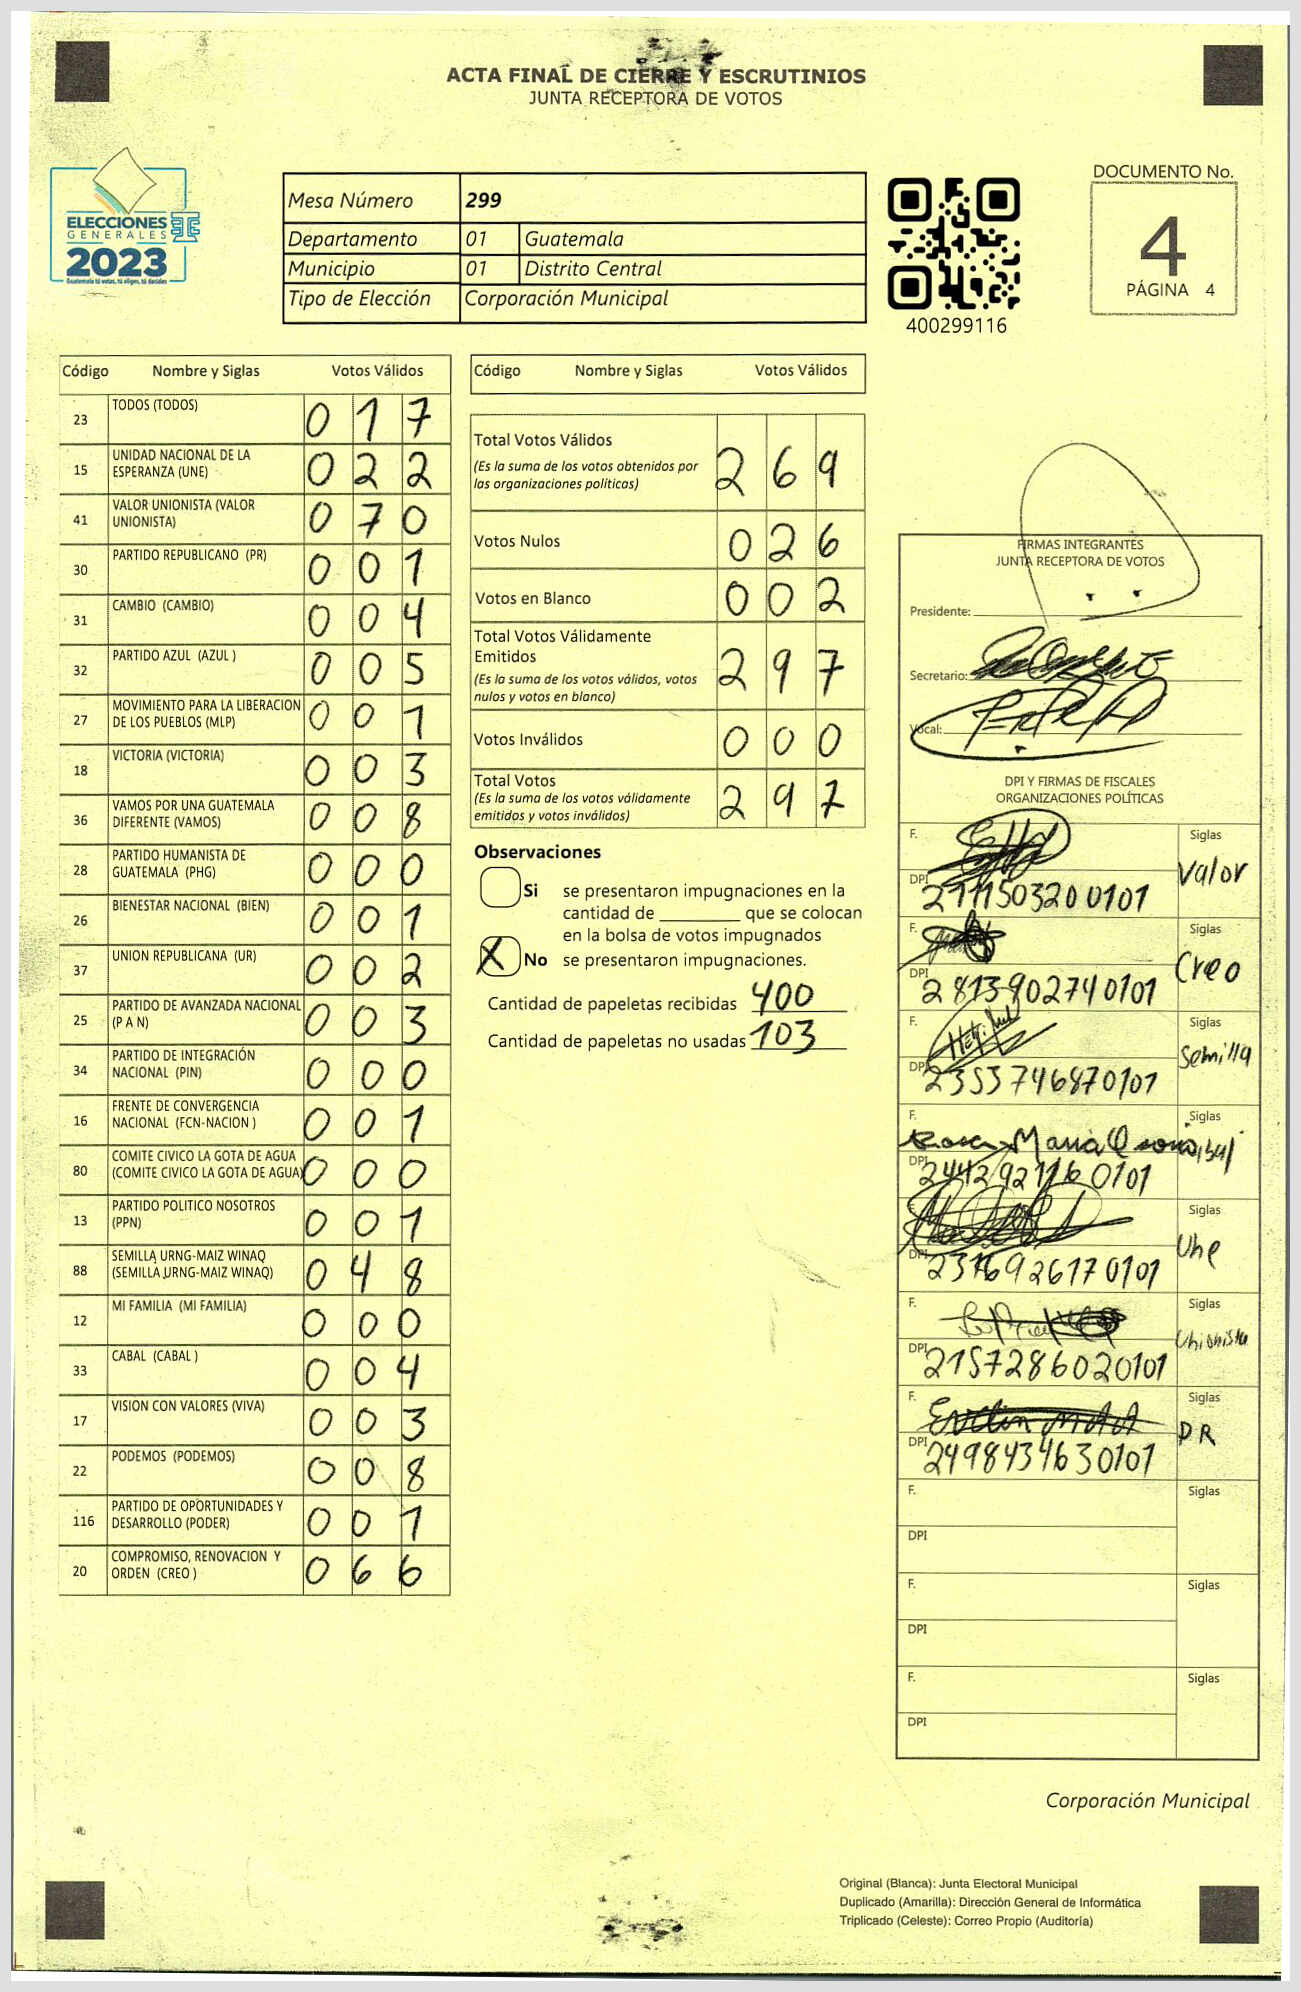 ACTA FINAL DE CIERRE Y ESCRUTINIOS
JUNTA RECEPTORA DE VOTOS
ELECCIONES
GENERALES
2023
Guatemala tú votas, tú eliges, tú decides
Mesa Número 299
Departamento 01 Guatemala
Municipio 01 Distrito Central
Tipo de Elección Corporación Municipal
400299116
DOCUMENTO No.
4
PÁGINA 4
Código Nombre y Siglas Votos Válidos
23 TODOS (TODOS) 0 1 7
15 UNIDAD NACIONAL DE LA
ESPERANZA (UNE) 0 2 2
41 VALOR UNIONISTA (VALOR
UNIONISTA) 0 7 0
30 PARTIDO REPUBLICANO (PR) 0 0 1
31 CAMBIO (CAMBIO) 0 0 4
32 PARTIDO AZUL (AZUL ) 0 0 5
27 MOVIMIENTO PARA LA LIBERACION
DE LOS PUEBLOS (MLP) 0 0 1
18 VICTORIA (VICTORIA) 0 0 3
36 VAMOS POR UNA GUATEMALA
DIFERENTE (VAMOS) 0 0 8
28 PARTIDO HUMANISTA DE
GUATEMALA (PHG) 0 0 0
26 BIENESTAR NACIONAL (BIEN) 0 0 1
37 UNION REPUBLICANA (UR) 0 0 2
25 PARTIDO DE AVANZADA NACIONAL
(P A N) 0 0 3
34 PARTIDO DE INTEGRACIÓN
NACIONAL (PIN) 0 0 0
16 FRENTE DE CONVERGENCIA
NACIONAL (FCN-NACION ) 0 0 1
80 COMITE CIVICO LA GOTA DE AGUA
(COMITE CIVICO LA GOTA DE AGUA) 0 0 0
13 PARTIDO POLITICO NOSOTROS
(PPN) 0 0 1
88 SEMILLA URNG-MAIZ WINAQ
(SEMILLA URNG-MAIZ WINAQ) 0 4 8
12 MI FAMILIA (MI FAMILIA) 0 0 0
33 CABAL (CABAL ) 0 0 4
17 VISION CON VALORES (VIVA) 0 0 3
22 PODEMOS (PODEMOS) 0 0 8
116 PARTIDO DE OPORTUNIDADES Y
DESARROLLO (PODER) 0 0 1
20 COMPROMISO, RENOVACION Y
ORDEN (CREO ) 0 6 6
Código Nombre y Siglas Votos Válidos
Total Votos Válidos 2 6 9
(Es la suma de los votos obtenidos por
las organizaciones políticas)
Votos Nulos 0 2 6
Votos en Blanco 0 0 2
Total Votos Válidamente
Emitidos 2 9 7
(Es la suma de los votos válidos, votos
nulos y votos en blanco)
Votos Inválidos 0 0 0
Total Votos 2 9 7
(Es la suma de los votos válidamente
emitidos y votos inválidos)
Observaciones
Si se presentaron impugnaciones en la
cantidad de ________ que se colocan
en la bolsa de votos impugnados
X No se presentaron impugnaciones.
Cantidad de papeletas recibidas 400
Cantidad de papeletas no usadas 103
FIRMAS INTEGRANTES
JUNTA RECEPTORA DE VOTOS
Presidente:
Secretario:
Vocal:
DPI Y FIRMAS DE FISCALES
ORGANIZACIONES POLÍTICAS
F. Siglas
Valor
DPI 2711503200101
F. Siglas
Creo
DPI 2813902740101
F. Siglas
Semilla
DPI 2353746870101
F. Siglas
Maria
DPI 2442921160101
Siglas
Une
DPI 2316926170101
F. Siglas
Unionista
DPI 2157286020101
F. Siglas
PR
DPI 2498434630101
F. Siglas
DPI
F. Siglas
DPI
F. Siglas
DPI
Corporación Municipal
Original (Blanca): Junta Electoral Municipal
Duplicado (Amarilla): Dirección General de Informática
Triplicado (Celeste): Correo Propio (Auditoría)